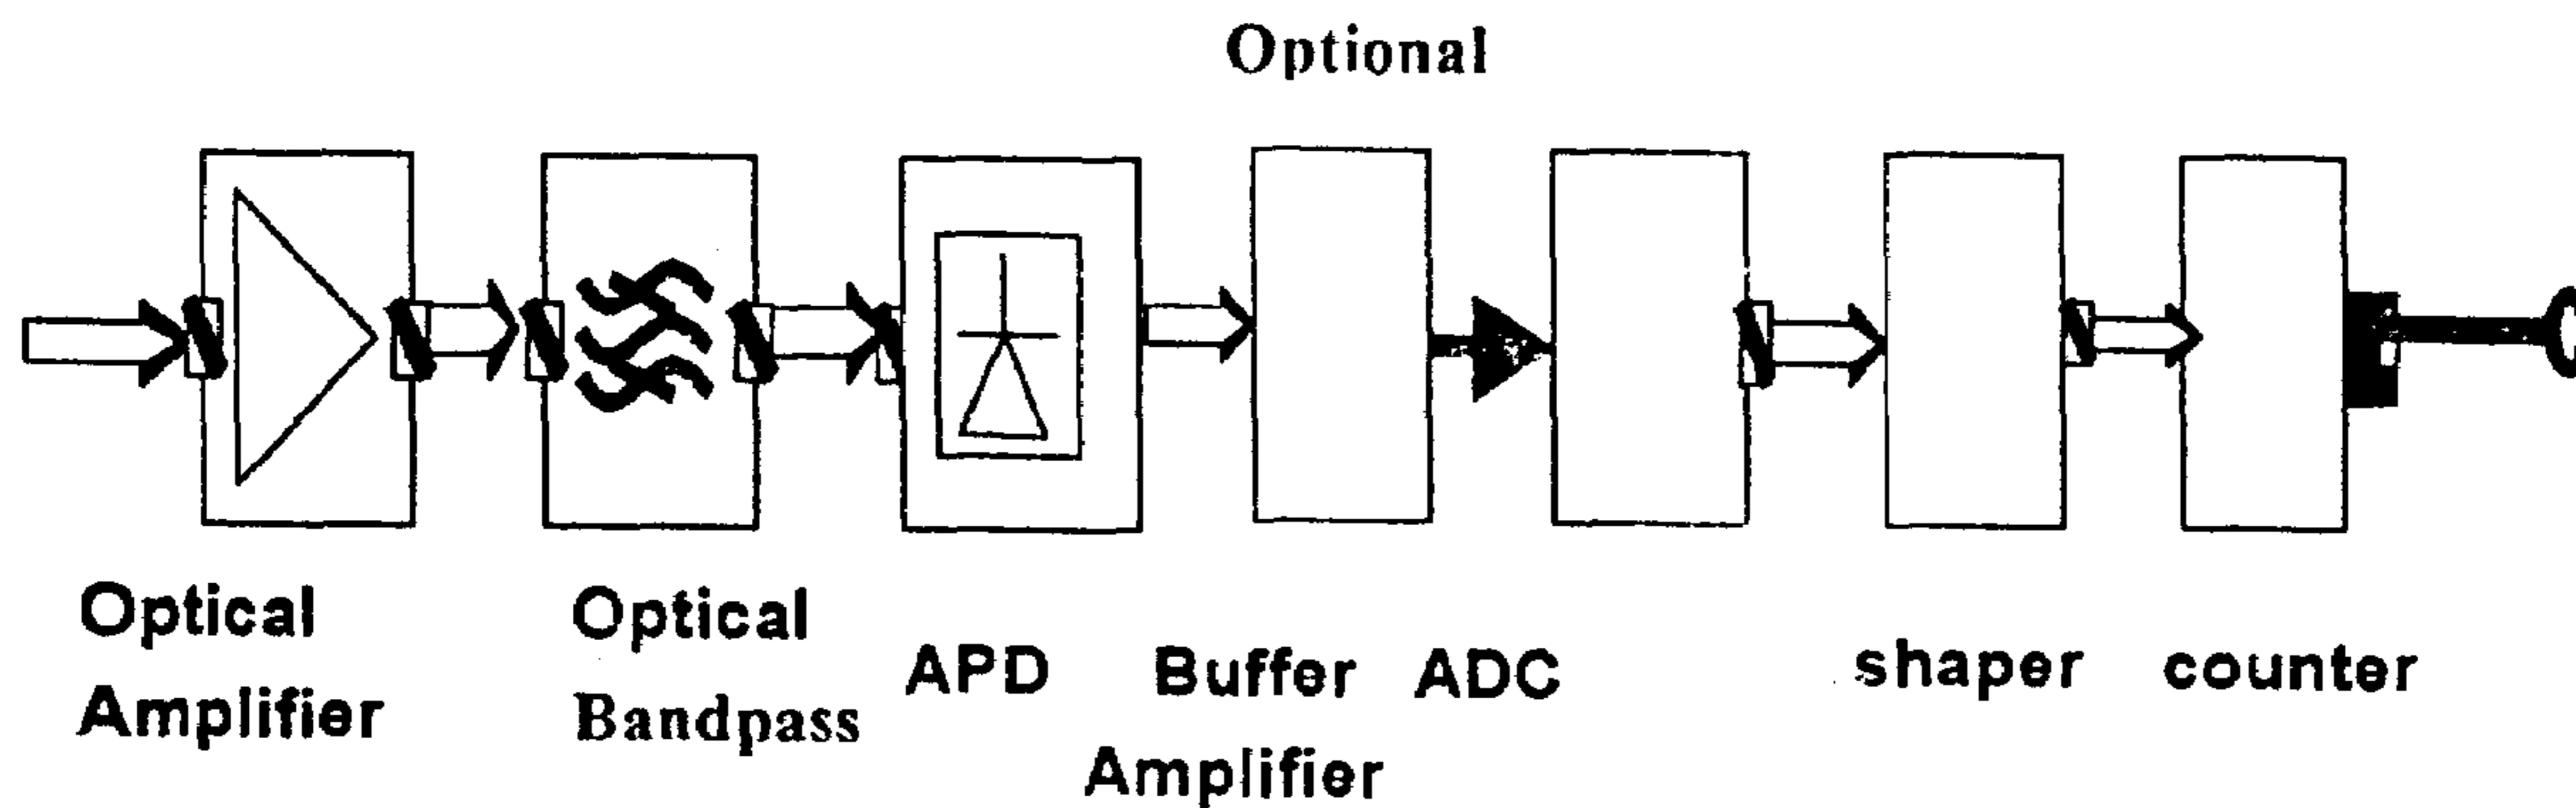 Optional
Optical
Amplifier
Optical
Bandpass
APD
Buffer
Amplifier
ADC
shaper
counter